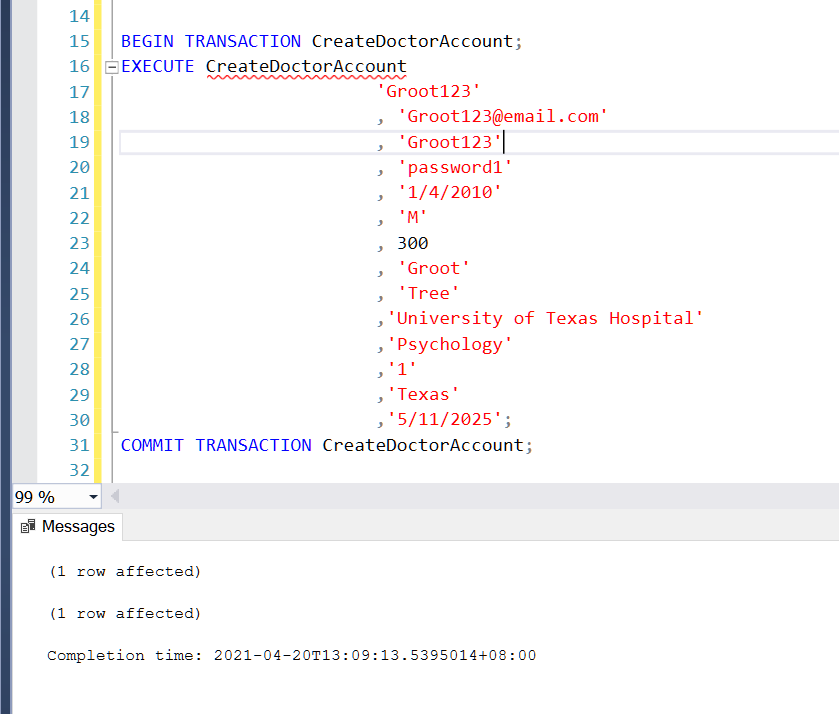 14
15 BEGIN TRANSACTION CreateDoctorAccount;
16 EXECUTE CreateDoctorAccount
17 'Groot123'
18 , 'Groot123@email.com'
19 , 'Groot123'
20 , 'password1'
21 , '1/4/2010'
22 , 'M'
23 , 300
24 , 'Groot'
25 , 'Tree'
26 ,'University of Texas Hospital'
27 ,'Psychology'
28 ,'1'
29 ,'Texas'
30 ,'5/11/2025';
31 COMMIT TRANSACTION CreateDoctorAccount;
32
99 %
Messages
(1 row affected)
(1 row affected)
Completion time: 2021-04-20T13:09:13.5395014+08:00